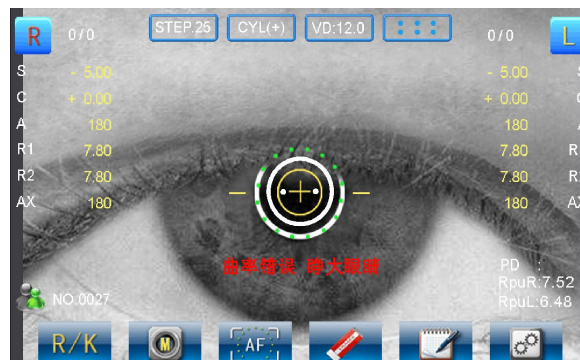 R 0/0 STEP.25 CYL(+) VD:12.0 0/0 L
S - 5.00 - 5.00 S
C + 0.00 + 0.00 C
A 180 180
R1 7.80 7.80 R
R2 7.80 7.80 R
AX 180 180 AX
曲率错误 睁大眼睛
PD :
RpuR:7.52
NO.0027 RpuL:6.48
R/K M AF